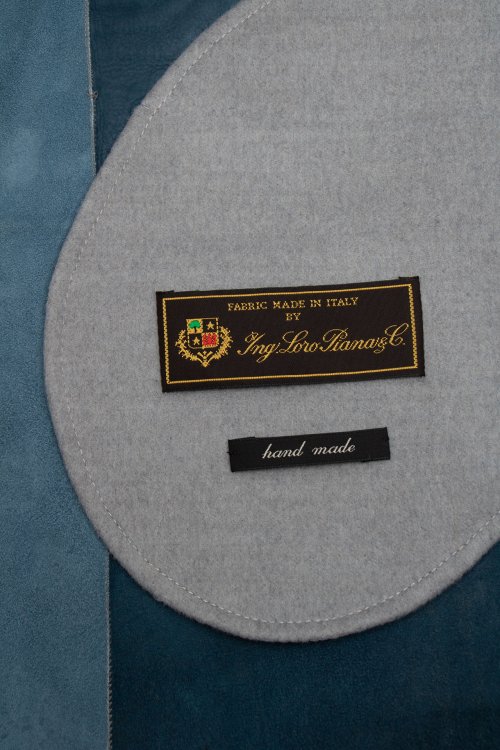 FABRIC MADE IN ITALY
BY
Ing. Loro Piana & C.
hand made